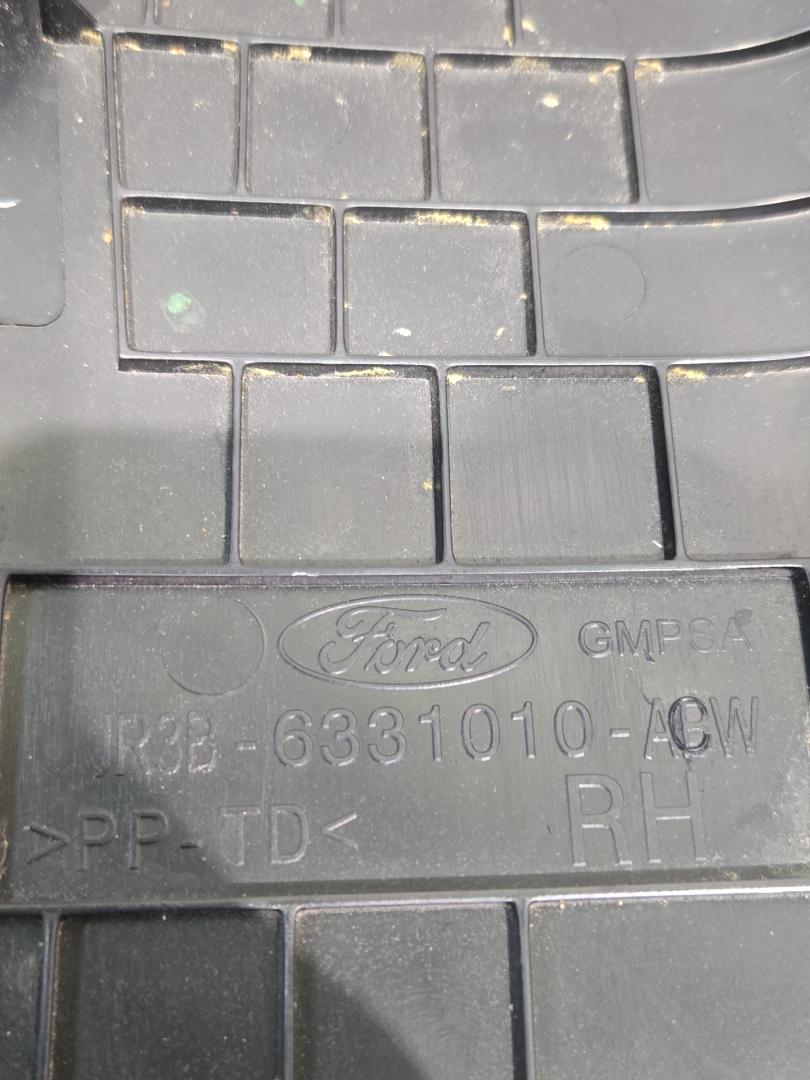 Ford GMPSA
JR3B-6331010-ACW
>PP-TD<
RH